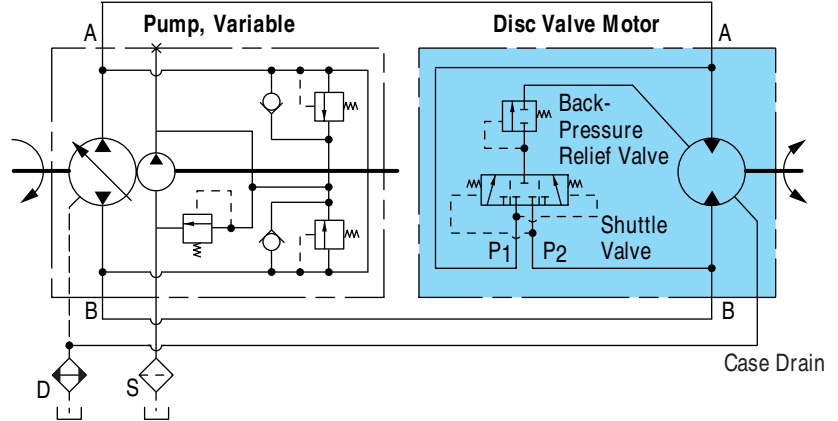 Pump, Variable
Disc Valve Motor
A
A
Back-
Pressure
Relief Valve
Shuttle
Valve
P1
P2
B
B
D
S
Case Drain